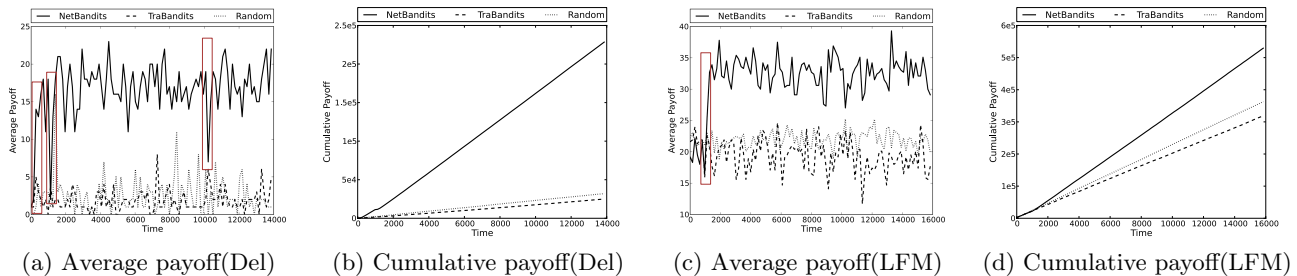 NetBandits TraBandits Random
25
20
15
10
5
0
0 2000 4000 6000 8000 10000 12000 14000
Average Payoff
Time
(a) Average payoff(Del)
NetBandits TraBandits Random
2.5e5
2e5
1.5e5
1e5
5e4
0
0 2000 4000 6000 8000 10000 12000 14000
Cumulative Payoff
Time
(b) Cumulative payoff(Del)
NetBandits TraBandits Random
40
35
30
25
20
15
10
0 2000 4000 6000 8000 10000 12000 14000 16000
Average Payoff
Time
(c) Average payoff(LFM)
NetBandits TraBandits Random
6e5
5e5
4e5
3e5
2e5
1e5
0
0 2000 4000 6000 8000 10000 12000 14000 16000
Cumulative Payoff
Time
(d) Cumulative payoff(LFM)